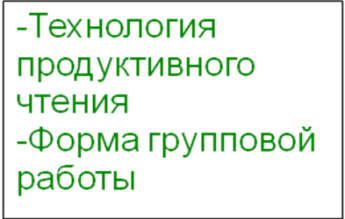 -Технология
продуктивного
чтения
-Форма групповой
работы